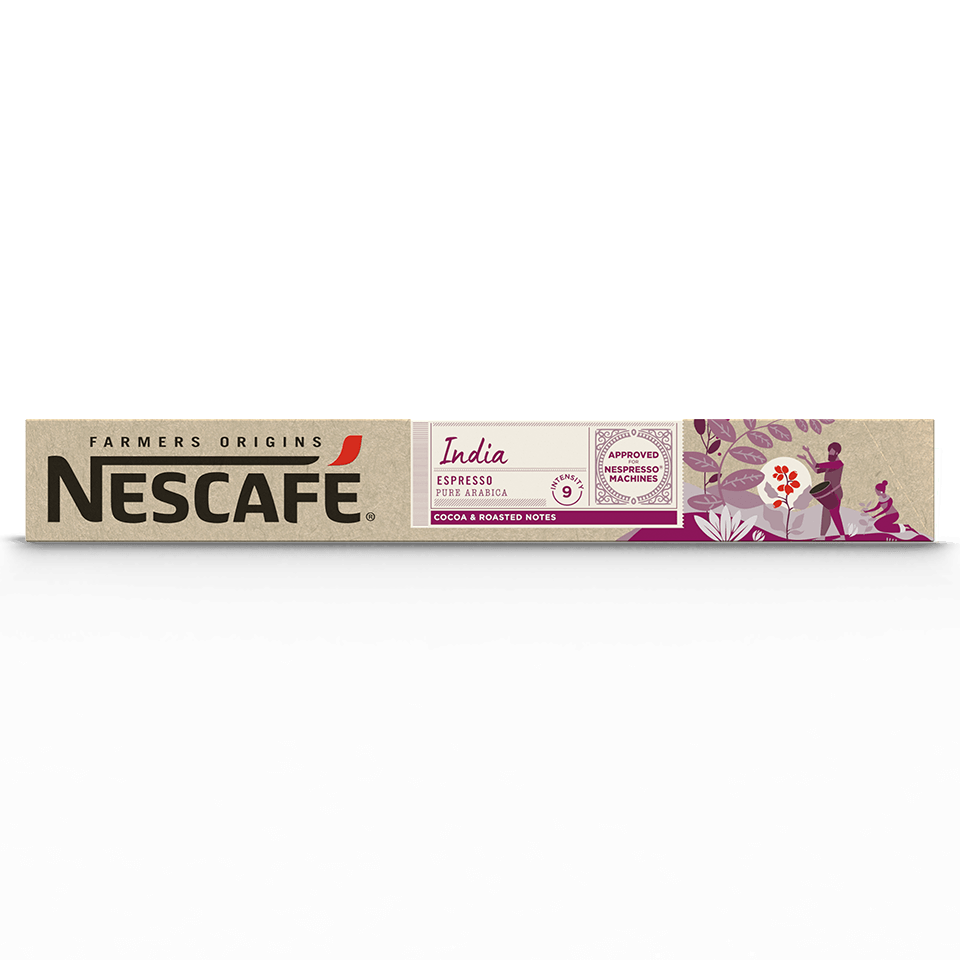 FARMERS ORIGINS
NESCAFÉ®
India
ESPRESSO
PURE ARABICA
INTENSITY
9
COCOA & ROASTED NOTES
APPROVED
FOR
NESPRESSO®
MACHINES